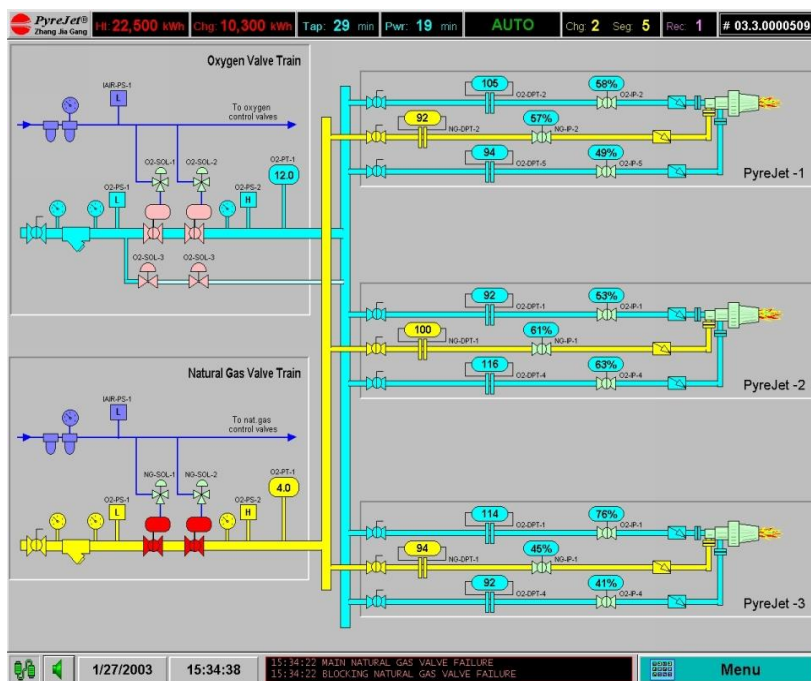 PyreJet®
Zhang Jia Gang
Ht: 22,500 kWh
Chg: 10,300 kWh
Tap: 29 min
Pwr: 19 min
AUTO
Chg: 2 Seg: 5
Rec: 1
# 03.3.0000509
Oxygen Valve Train
IAIR-PS-1
L
To oxygen
control valves
O2-SOL-1
O2-SOL-2
O2-PT-1
12.0
O2-PS-1
L
O2-PS-2
H
O2-SOL-3
O2-SOL-3
Natural Gas Valve Train
IAIR-PS-1
L
To nat.gas
control valves
NG-SOL-1
NG-SOL-2
O2-PT-1
4.0
O2-PS-1
L
O2-PS-2
H
105
O2-DPT-2
58%
O2-IP-2
92
NG-DPT-2
57%
NG-IP-2
94
O2-DPT-5
49%
O2-IP-5
PyreJet -1
92
O2-DPT-1
53%
O2-IP-1
100
NG-DPT-1
61%
NG-IP-1
116
O2-DPT-4
63%
O2-IP-4
PyreJet -2
114
O2-DPT-1
76%
O2-IP-1
94
NG-DPT-1
45%
NG-IP-1
92
O2-DPT-4
41%
O2-IP-4
PyreJet -3
1/27/2003
15:34:38
15:34:22 MAIN NATURAL GAS VALVE FAILURE
15:34:22 BLOCKING NATURAL GAS VALVE FAILURE
Menu